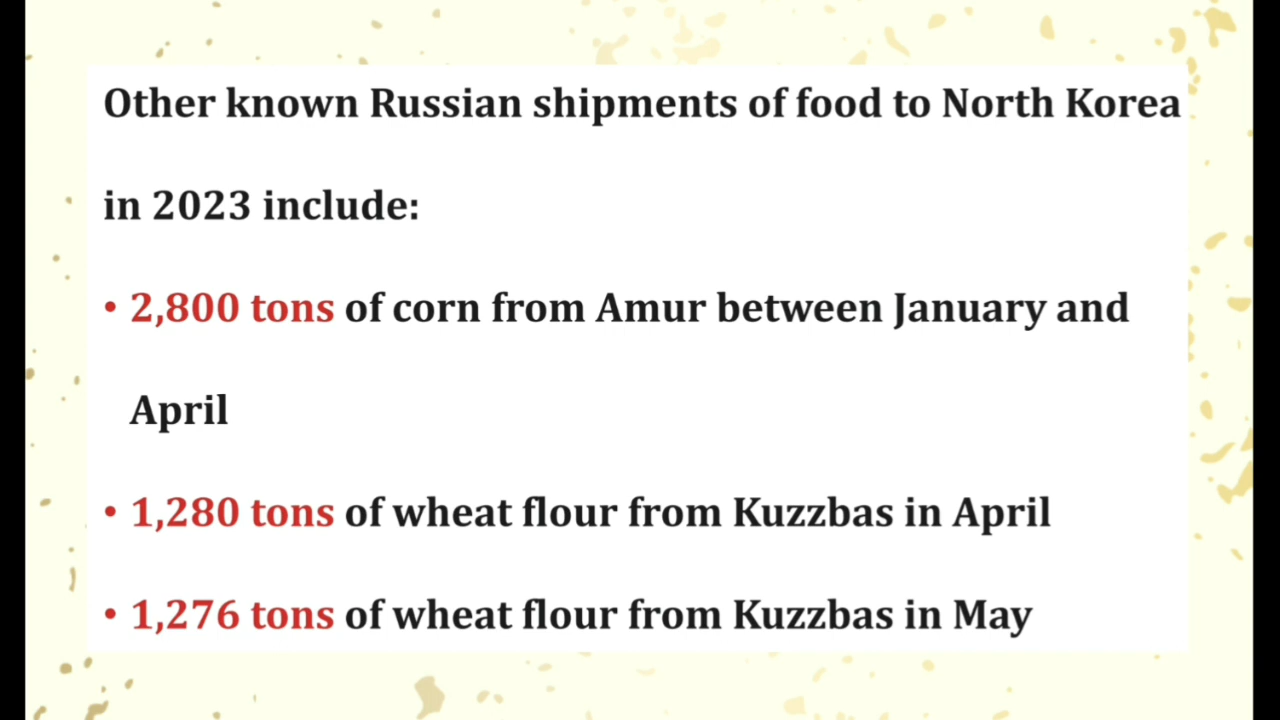 Other known Russian shipments of food to North Korea
in 2023 include:
• 2,800 tons of corn from Amur between January and
April
• 1,280 tons of wheat flour from Kuzzbas in April
• 1,276 tons of wheat flour from Kuzzbas in May